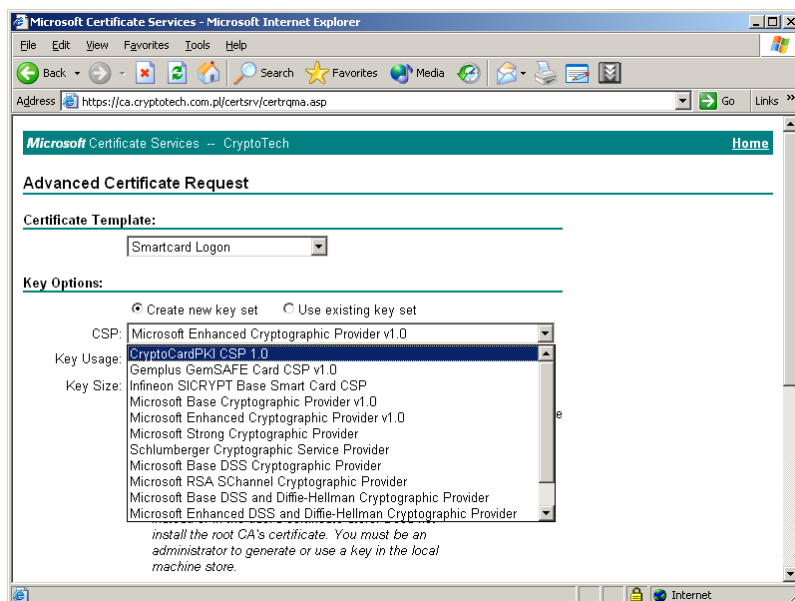 Microsoft Certificate Services - Microsoft Internet Explorer
File Edit View Favorites Tools Help
Back Search Favorites Media
Address https://ca.cryptotech.com.pl/certsrv/certrqma.asp Go Links »
Microsoft Certificate Services -- CryptoTech Home
Advanced Certificate Request
Certificate Template:
Smartcard Logon
Key Options:
Create new key set Use existing key set
CSP: Microsoft Enhanced Cryptographic Provider v1.0
Key Usage: CryptoCardPKI CSP 1.0
Gemplus GemSAFE Card CSP v1.0
Key Size: Infineon SICRYPT Base Smart Card CSP
Microsoft Base Cryptographic Provider v1.0
Microsoft Enhanced Cryptographic Provider v1.0
Microsoft Strong Cryptographic Provider
Schlumberger Cryptographic Service Provider
Microsoft Base DSS Cryptographic Provider
Microsoft RSA SChannel Cryptographic Provider
Microsoft Base DSS and Diffie-Hellman Cryptographic Provider
Microsoft Enhanced DSS and Diffie-Hellman Cryptographic Provider
install the root CA's certificate. You must be an
administrator to generate or use a key in the local
machine store.
Internet